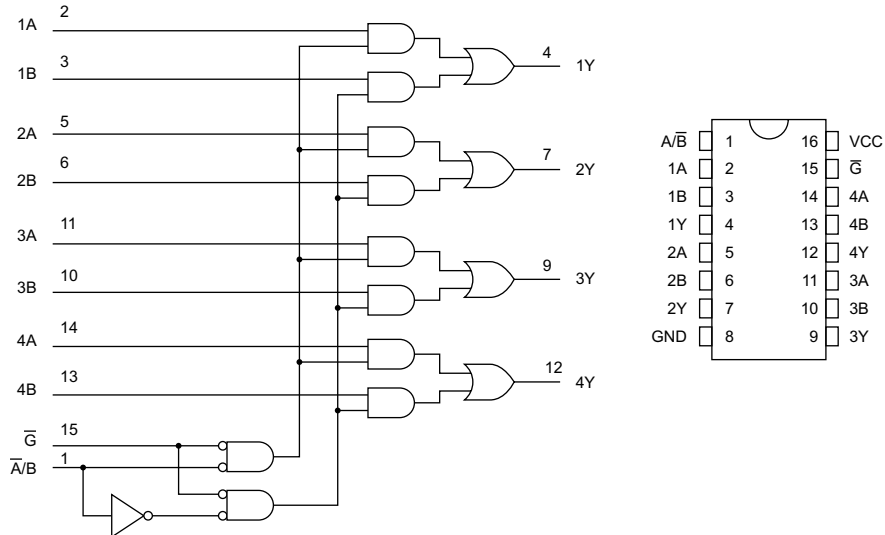 1A 2
1B 3
4 1Y
2A 5
2B 6
7 2Y
3A 11
3B 10
9 3Y
4A 14
4B 13
12 4Y
G̅ 15
A̅/B 1
A/B̅ 1 16 VCC
1A 2 15 G̅
1B 3 14 4A
1Y 4 13 4B
2A 5 12 4Y
2B 6 11 3A
2Y 7 10 3B
GND 8 9 3Y